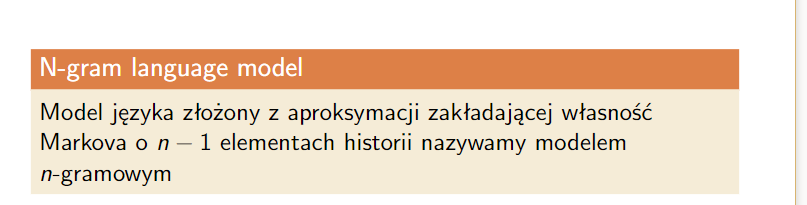 N-gram language model
Model języka złożony z aproksymacji zakładającej własność
Markova o n − 1 elementach historii nazywamy modelem
n-gramowym